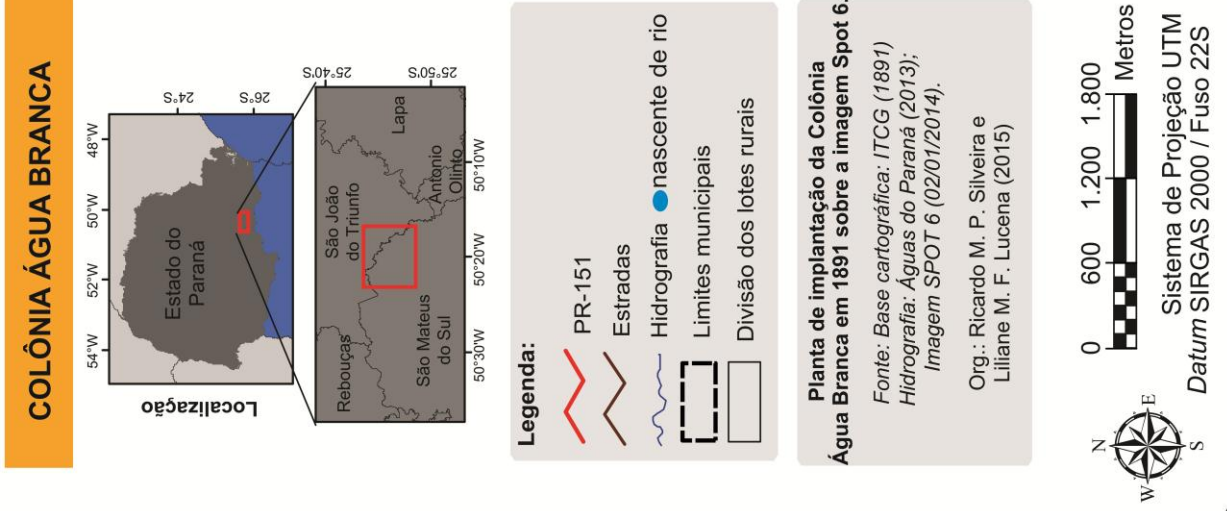 COLÔNIA ÁGUA BRANCA
Localização
54°W
52°W
50°W
48°W
24°S
26°S
Estado do
Paraná
25°40'S
25°50'S
Rebouças
São João
do Triunfo
Lapa
São Mateus
do Sul
Antonio
Olinto
50°30'W
50°20'W
50°10'W
Legenda:
PR-151
Estradas
Hidrografia
nascente de rio
Limites municipais
Divisão dos lotes rurais
Planta de implantação da Colônia
Água Branca em 1891 sobre a imagem Spot 6.
Fonte: Base cartográfica: ITCG (1891)
Hidrografia: Águas do Paraná (2013);
Imagem SPOT 6 (02/01/2014).
Org.: Ricardo M. P. Silveira e
Liliane M. F. Lucena (2015)
N
W
E
S
0 600 1.200 1.800
Metros
Sistema de Projeção UTM
Datum SIRGAS 2000 / Fuso 22S